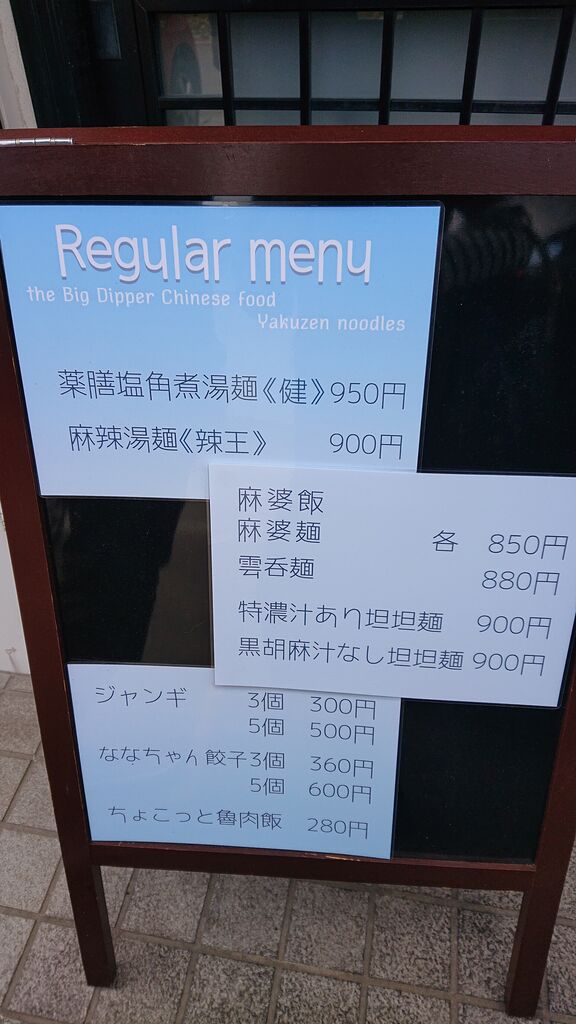 Regular menu
the Big Dipper Chinese food
Yakuzen noodles
薬膳塩角煮湯麺《健》950円
麻辣湯麺《辣王》 900円
麻婆飯
麻婆麺 各 850円
雲呑麺 880円
特濃汁あり坦坦麺 900円
黒胡麻汁なし坦坦麺 900円
ジャンギ 3個 300円
5個 500円
ななちゃん餃子3個 360円
5個 600円
ちょこっと魯肉飯 280円